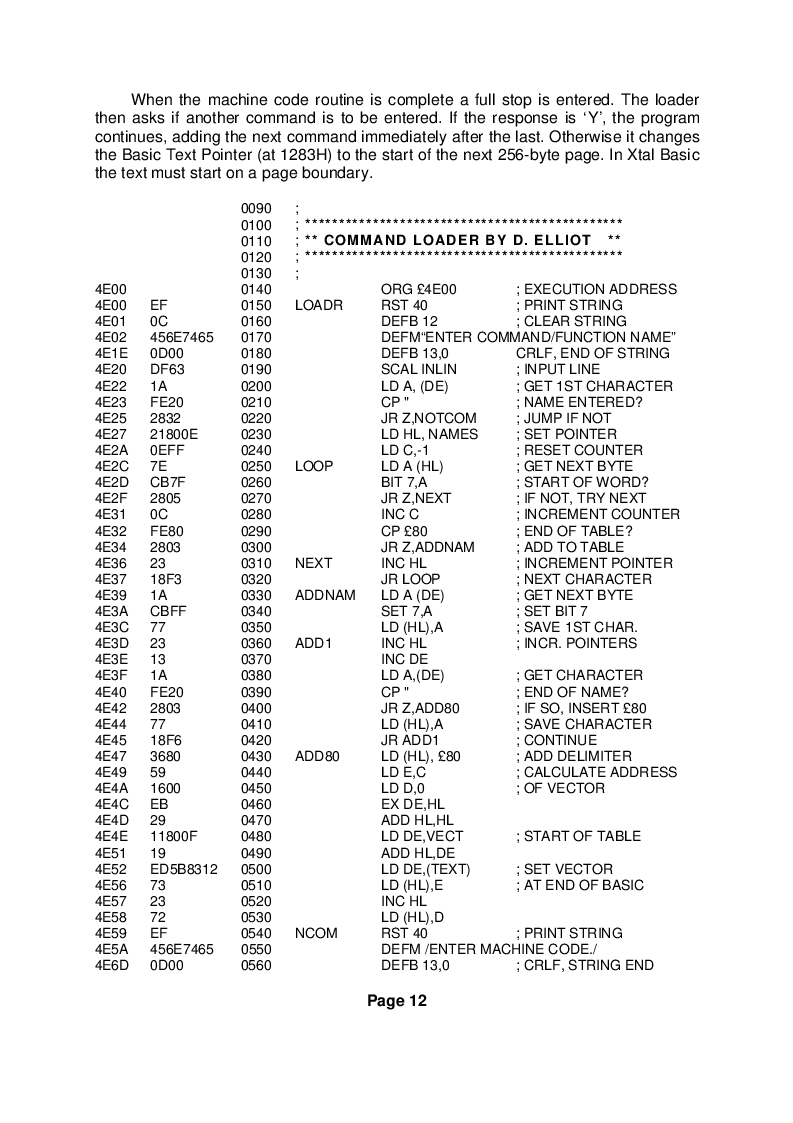 When the machine code routine is complete a full stop is entered. The loader
then asks if another command is to be entered. If the response is ‘Y’, the program
continues, adding the next command immediately after the last. Otherwise it changes
the Basic Text Pointer (at 1283H) to the start of the next 256-byte page. In Xtal Basic
the text must start on a page boundary.
0090 ;
0100 ; ***********************************************
0110 ; ** COMMAND LOADER BY D. ELLIOT **
0120 ; ***********************************************
0130 ;
4E00 0140 ORG £4E00 ; EXECUTION ADDRESS
4E00 EF 0150 LOADR RST 40 ; PRINT STRING
4E01 0C 0160 DEFB 12 ; CLEAR STRING
4E02 456E7465 0170 DEFM“ENTER COMMAND/FUNCTION NAME”
4E1E 0D00 0180 DEFB 13,0 CRLF, END OF STRING
4E20 DF63 0190 SCAL INLIN ; INPUT LINE
4E22 1A 0200 LD A, (DE) ; GET 1ST CHARACTER
4E23 FE20 0210 CP " ; NAME ENTERED?
4E25 2832 0220 JR Z,NOTCOM ; JUMP IF NOT
4E27 21800E 0230 LD HL, NAMES ; SET POINTER
4E2A 0EFF 0240 LD C,-1 ; RESET COUNTER
4E2C 7E 0250 LOOP LD A (HL) ; GET NEXT BYTE
4E2D CB7F 0260 BIT 7,A ; START OF WORD?
4E2F 2805 0270 JR Z,NEXT ; IF NOT, TRY NEXT
4E31 0C 0280 INC C ; INCREMENT COUNTER
4E32 FE80 0290 CP £80 ; END OF TABLE?
4E34 2803 0300 JR Z,ADDNAM ; ADD TO TABLE
4E36 23 0310 NEXT INC HL ; INCREMENT POINTER
4E37 18F3 0320 JR LOOP ; NEXT CHARACTER
4E39 1A 0330 ADDNAM LD A (DE) ; GET NEXT BYTE
4E3A CBFF 0340 SET 7,A ; SET BIT 7
4E3C 77 0350 LD (HL),A ; SAVE 1ST CHAR.
4E3D 23 0360 ADD1 INC HL ; INCR. POINTERS
4E3E 13 0370 INC DE
4E3F 1A 0380 LD A,(DE) ; GET CHARACTER
4E40 FE20 0390 CP " ; END OF NAME?
4E42 2803 0400 JR Z,ADD80 ; IF SO, INSERT £80
4E44 77 0410 LD (HL),A ; SAVE CHARACTER
4E45 18F6 0420 JR ADD1 ; CONTINUE
4E47 3680 0430 ADD80 LD (HL), £80 ; ADD DELIMITER
4E49 59 0440 LD E,C ; CALCULATE ADDRESS
4E4A 1600 0450 LD D,0 ; OF VECTOR
4E4C EB 0460 EX DE,HL
4E4D 29 0470 ADD HL,HL
4E4E 11800F 0480 LD DE,VECT ; START OF TABLE
4E51 19 0490 ADD HL,DE
4E52 ED5B8312 0500 LD DE,(TEXT) ; SET VECTOR
4E56 73 0510 LD (HL),E ; AT END OF BASIC
4E57 23 0520 INC HL
4E58 72 0530 LD (HL),D
4E59 EF 0540 NCOM RST 40 ; PRINT STRING
4E5A 456E7465 0550 DEFM /ENTER MACHINE CODE./
4E6D 0D00 0560 DEFB 13,0 ; CRLF, STRING END
Page 12